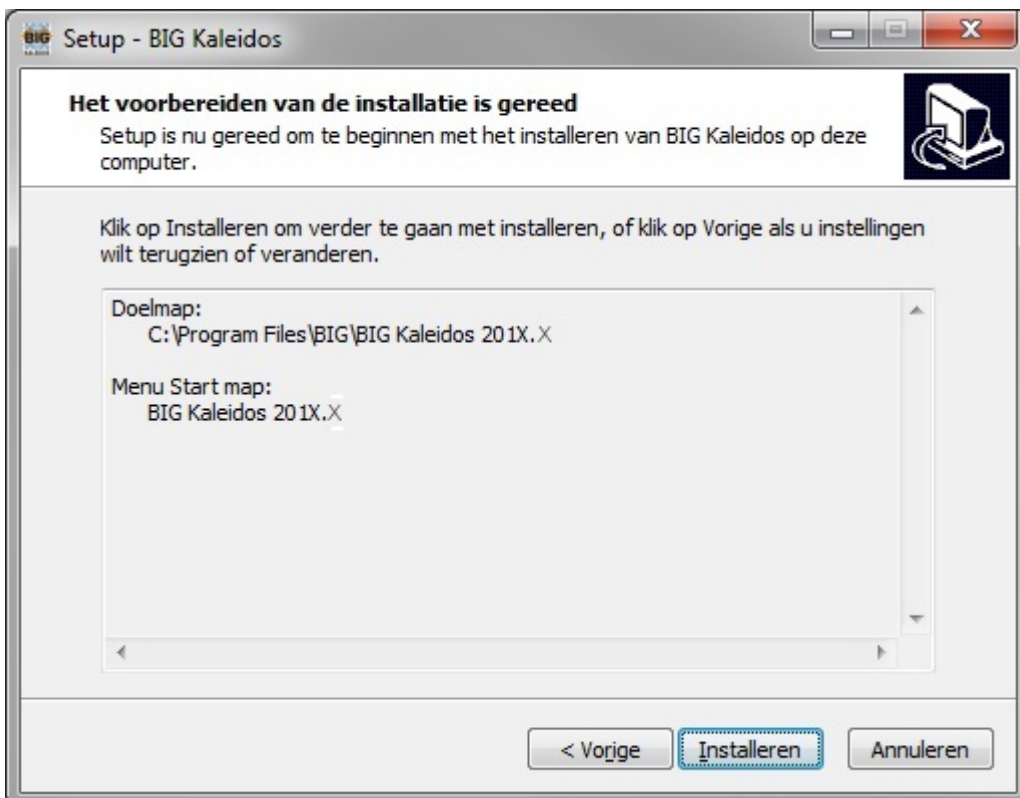 BIG
Setup - BIG Kaleidos
Het voorbereiden van de installatie is gereed
Setup is nu gereed om te beginnen met het installeren van BIG Kaleidos op deze
computer.
Klik op Installeren om verder te gaan met installeren, of klik op Vorige als u instellingen
wilt terugzien of veranderen.
Doelmap:
C:\Program Files\BIG\BIG Kaleidos 201X.X
Menu Start map:
BIG Kaleidos 201X.X
< Vorige
Installeren
Annuleren